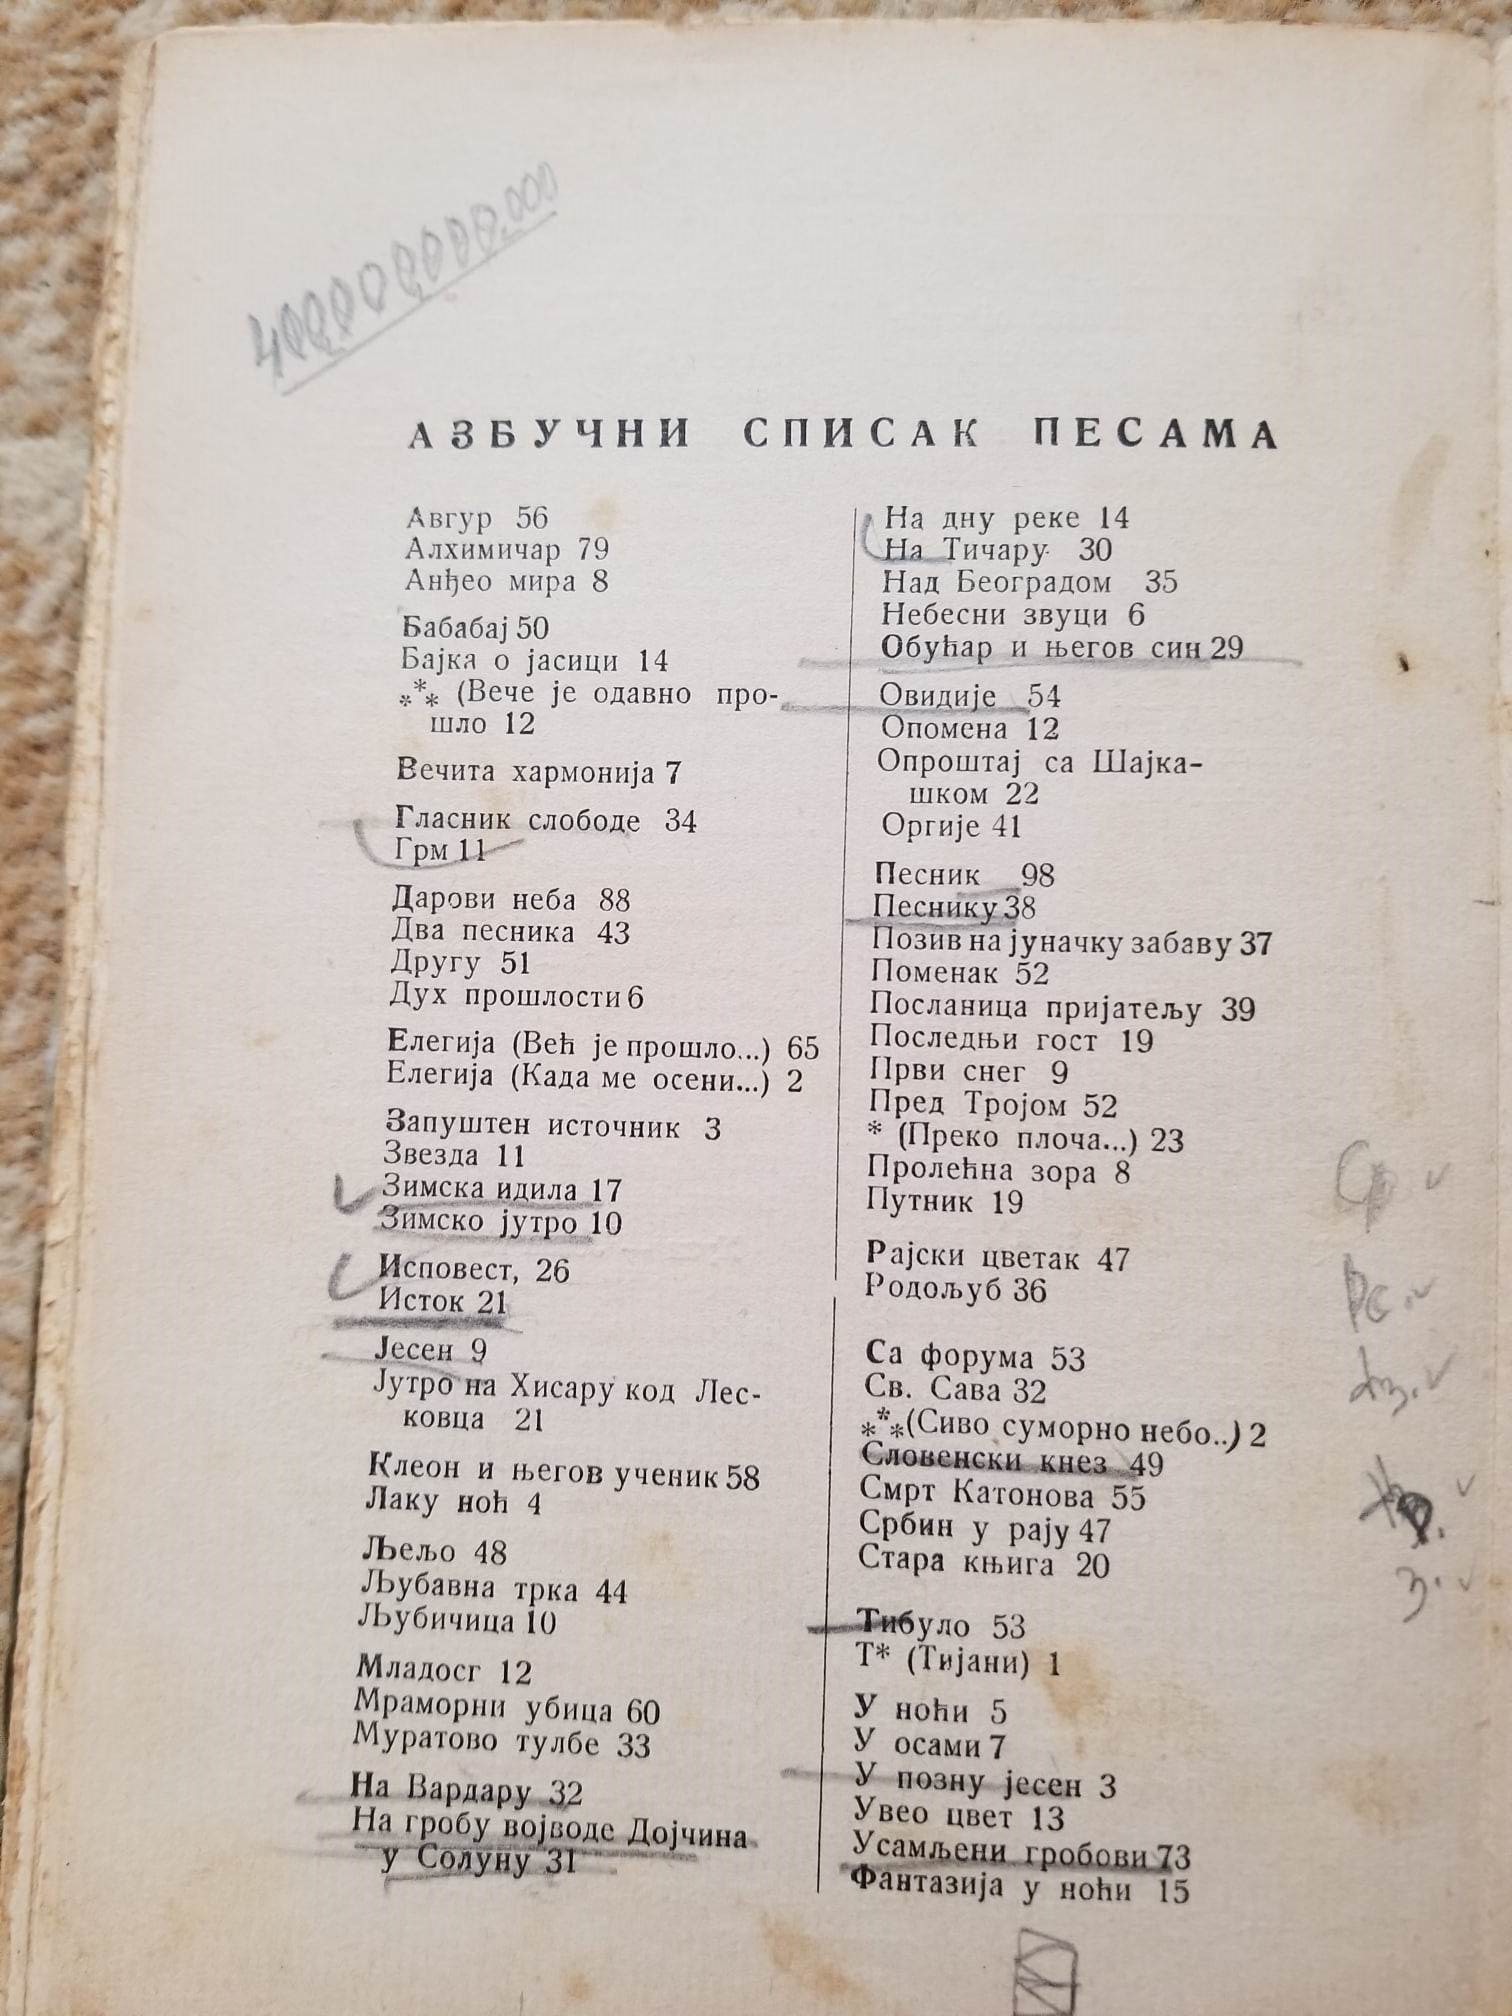 40000000000.000
АЗБУЧНИ СПИСАК ПЕСАМА
Авгур 56
Алхимичар 79
Анђео мира 8
Бабабај 50
Бајка о јасици 14
*** (Вече је одавно про-
шло 12
Вечита хармонија 7
Гласник слободе 34
Грм 11
Дарови неба 88
Два песника 43
Другу 51
Дух прошлости 6
Елегија (Већ је прошло...) 65
Елегија (Када ме осени...) 2
Запуштен источник 3
Звезда 11
Зимска идила 17
Зимско јутро 10
Исповест, 26
Исток 21
Јесен 9
Јутро на Хисару код Лес-
ковца 21
Клеон и његов ученик 58
Лаку ноћ 4
Љељо 48
Љубавна трка 44
Љубичица 10
Младосг 12
Мраморни убица 60
Муратово тулбе 33
На Вардару 32
На гробу војводе Дојчина
у Солуну 31
На дну реке 14
На Тичару 30
Над Београдом 35
Небесни звуци 6
Обућар и његов син 29
Овидије 54
Опомена 12
Опроштај са Шајка-
шком 22
Оргије 41
Песник 98
Песнику 38
Позив на јуначку забаву 37
Поменак 52
Посланица пријатељу 39
Последњи гост 19
Први снег 9
Пред Тројом 52
* (Преко плоча...) 23
Пролећна зора 8
Путник 19
Рајски цветак 47
Родољуб 36
Са форума 53
Св. Сава 32
*** (Сиво суморно небо..) 2
Словенски кнез 49
Смрт Катонова 55
Србин у рају 47
Стара књига 20
Тибуло 53
Т* (Тијани) 1
У ноћи 5
У осами 7
У позну јесен 3
Увео цвет 13
Усамљени гробови 73
Фантазија у ноћи 15